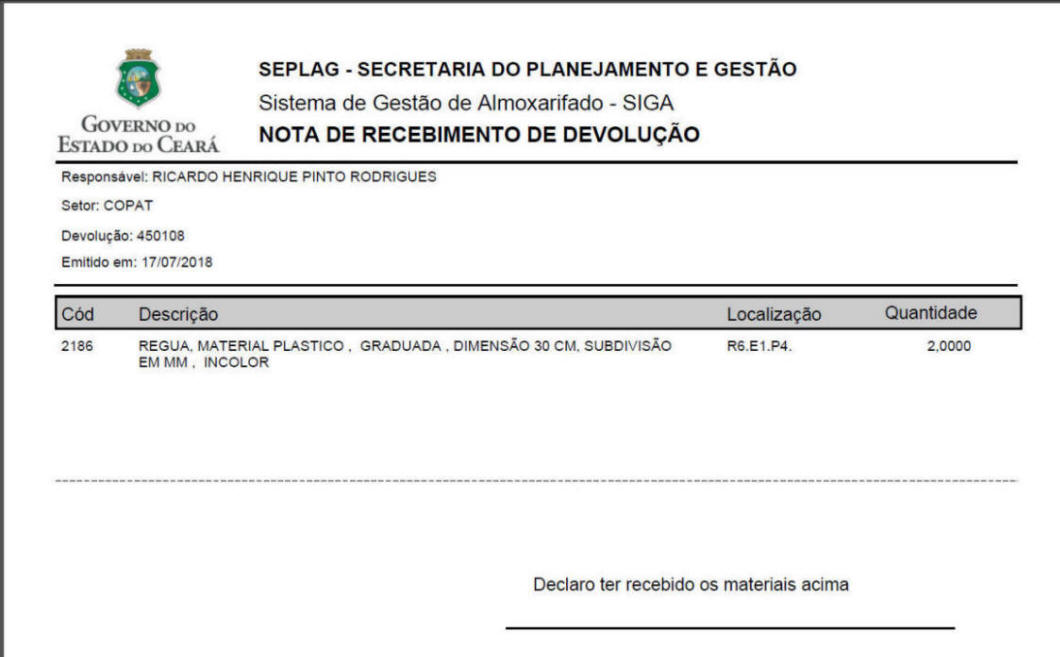 SEPLAG - SECRETARIA DO PLANEJAMENTO E GESTÃO
Sistema de Gestão de Almoxarifado - SIGA
NOTA DE RECEBIMENTO DE DEVOLUÇÃO
GOVERNO DO
ESTADO DO CEARÁ
Responsável: RICARDO HENRIQUE PINTO RODRIGUES
Setor: COPAT
Devolução: 450108
Emitido em: 17/07/2018
Cód Descrição Localização Quantidade
2186 REGUA, MATERIAL PLASTICO , GRADUADA , DIMENSÃO 30 CM, SUBDIVISÃO R6.E1.P4. 2,0000
EM MM , INCOLOR
Declaro ter recebido os materiais acima